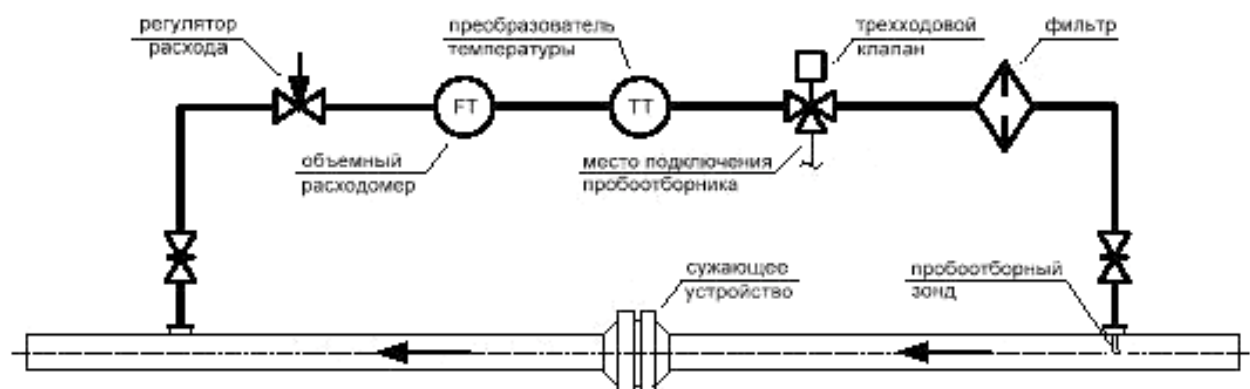 регулятор
расхода
преобразователь
температуры
трехходовой
клапан
фильтр
FT
TT
объемный
расходомер
место подключения
пробоотборника
сужающее
устройство
пробоотборный
зонд